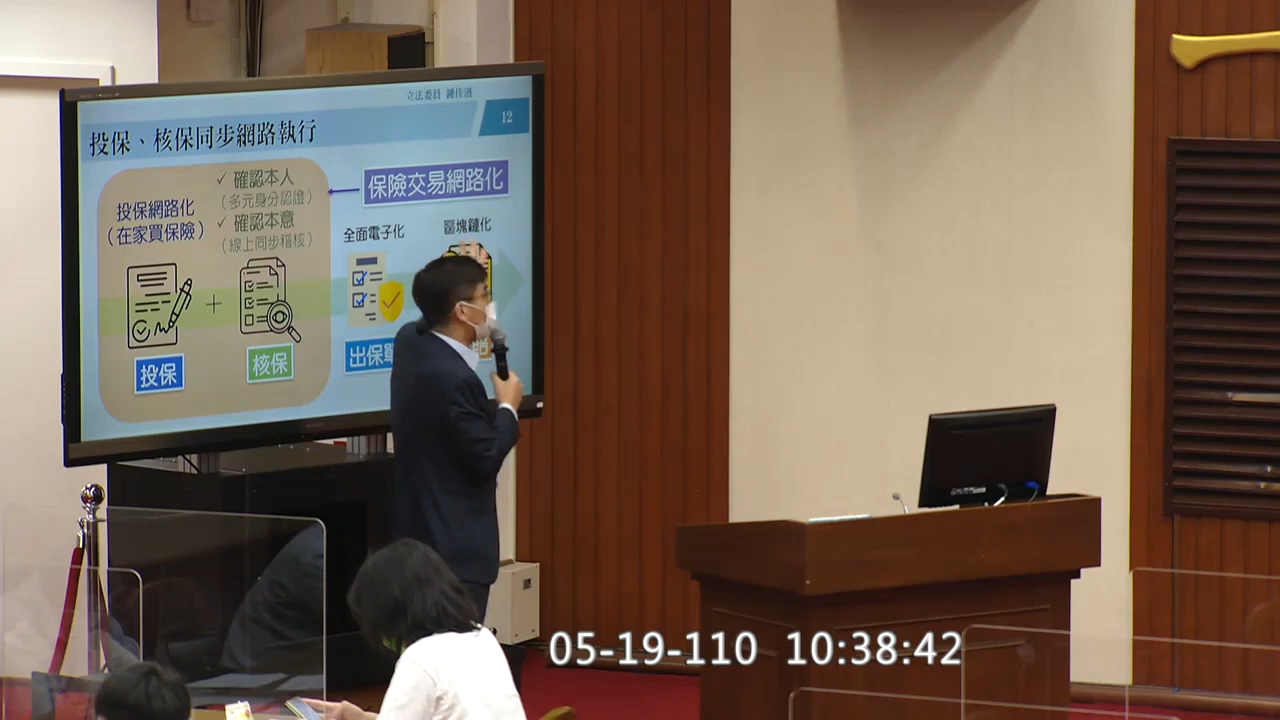 立法委員 鍾佳濱
12
投保、核保同步網路執行
✓ 確認本人
(多元身分認證)
✓ 確認本意
(線上同步稽核)
投保網路化
(在家買保險)
保險交易網路化
全面電子化
區塊鏈化
投保
+
核保
出保單
05-19-110 10:38:42